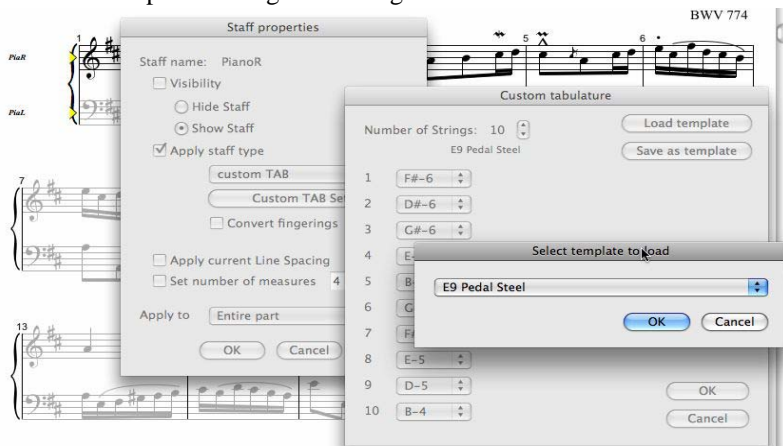 BWV 774
1
5
6
PiaR
PiaL
7
13
Staff properties
Staff name: PianoR
Visibility
Hide Staff
Show Staff
Apply staff type
custom TAB
Custom TAB Se
Convert fingerings
Apply current Line Spacing
Set number of measures 4
Apply to Entire part
OK Cancel
Custom tabulature
Number of Strings: 10
Load template
E9 Pedal Steel
Save as template
1 F#-6
2 D#-6
3 G#-6
4 E-
5 B-
6 G
7 F#
8 E-5
9 D-5
10 B-4
OK
Cancel
Select template to load
E9 Pedal Steel
OK Cancel